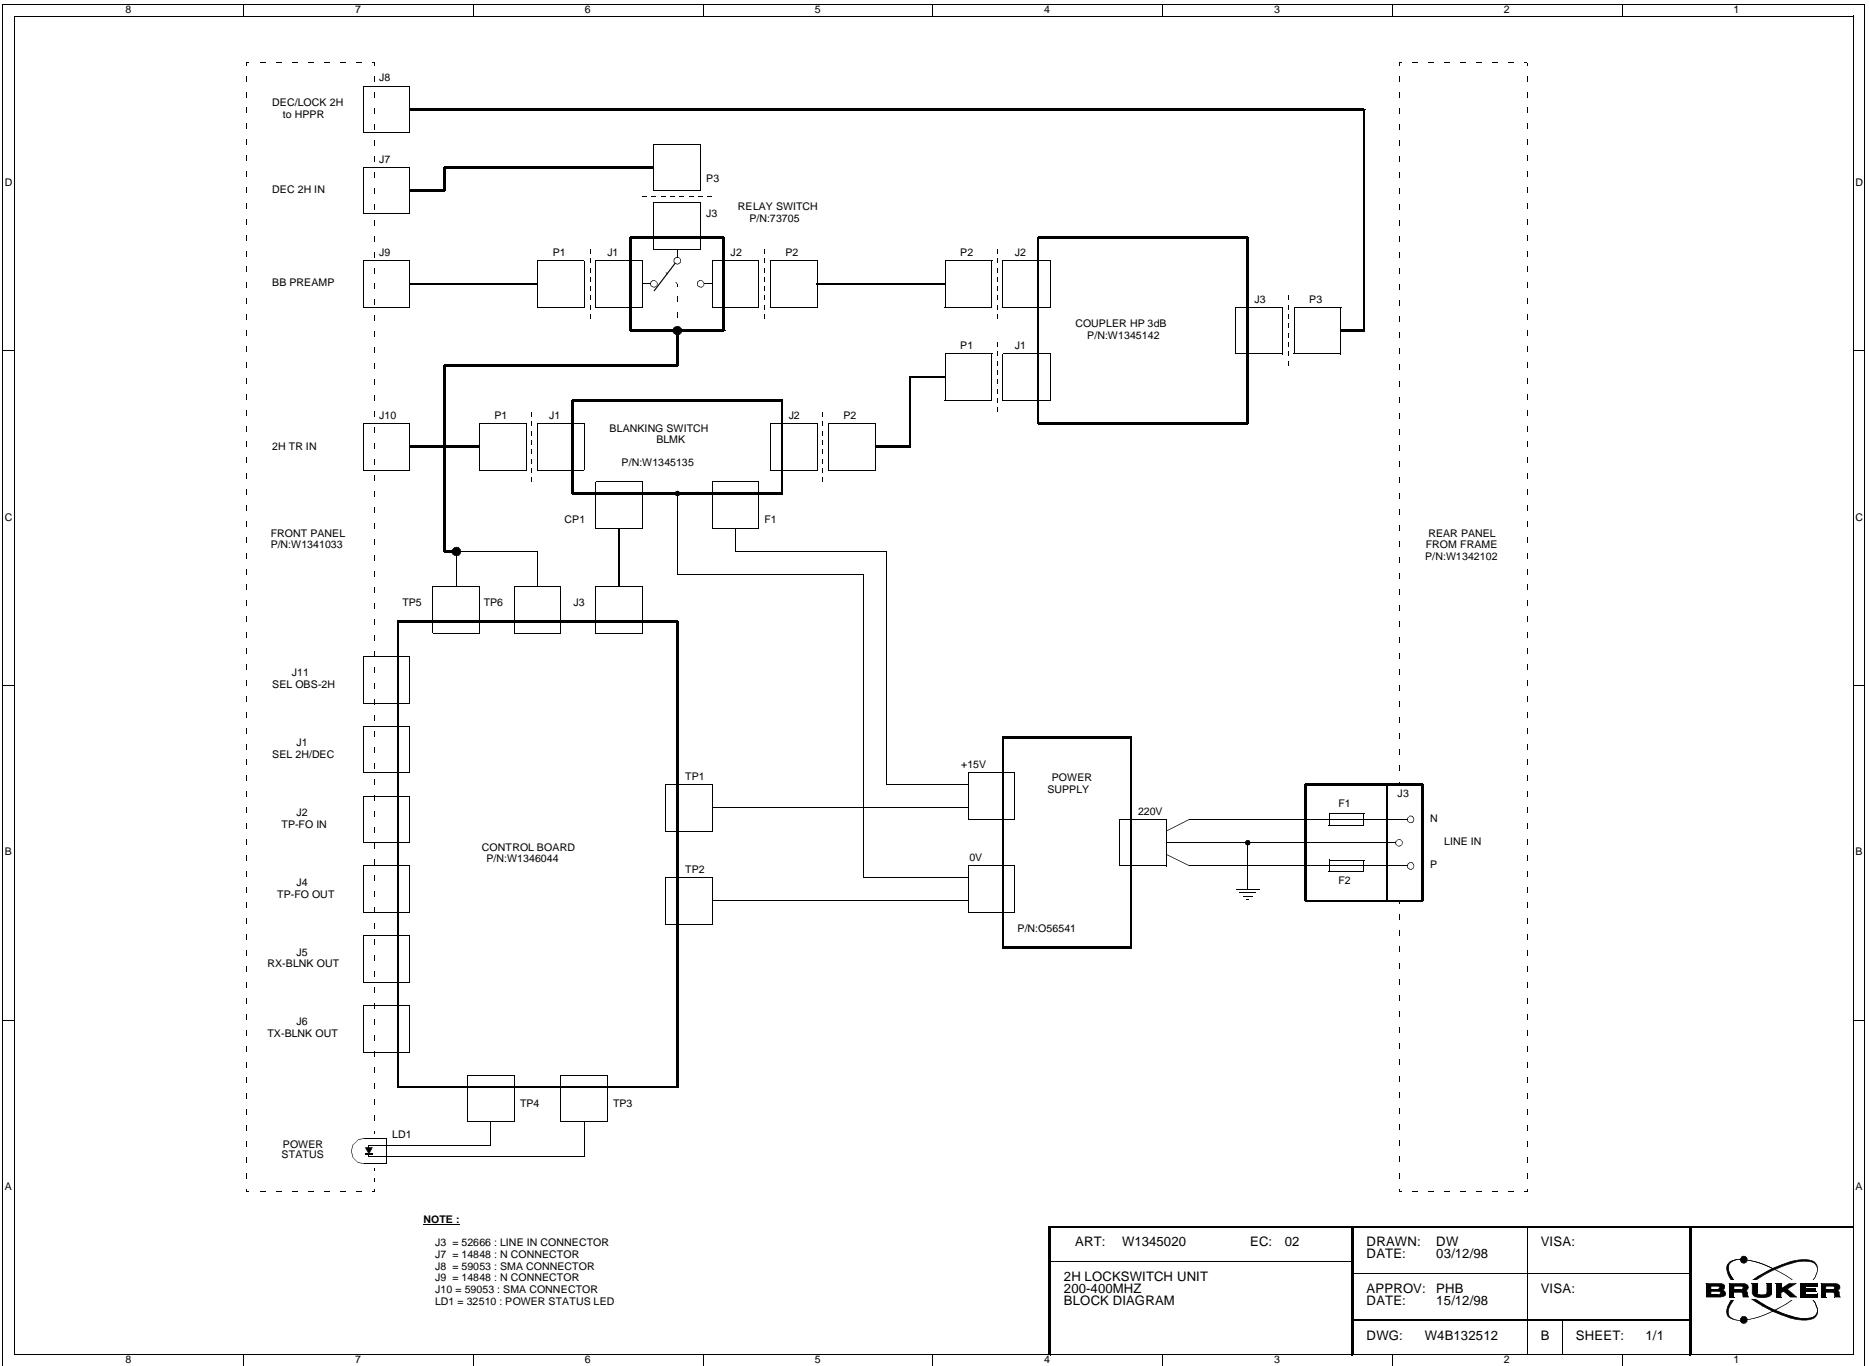 8 7 6 5 4 3 2 1
J8
DEC/LOCK 2H
to HPPR
J7
DEC 2H IN
P3
D
D
J3
RELAY SWITCH
P/N:73705
J9
P1
J1
J2
P2
P2
J2
BB PREAMP
J3
P3
COUPLER HP 3dB
P/N:W1345142
P1
J1
J10
P1
J1
BLANKING SWITCH
BLMK
P/N:W1345135
J2
P2
2H TR IN
C
CP1
F1
C
FRONT PANEL
P/N:W1341033
REAR PANEL
FROM FRAME
P/N:W1342102
TP5
TP6
J3
J11
SEL OBS-2H
J1
SEL 2H/DEC
+15V
POWER
SUPPLY
TP1
J3
220V
F1
N
J2
TP-FO IN
LINE IN
CONTROL BOARD
P/N:W1346044
B
B
0V
P
TP2
F2
J4
TP-FO OUT
P/N:O56541
J5
RX-BLNK OUT
J6
TX-BLNK OUT
TP4
TP3
LD1
POWER
STATUS
A
A
NOTE :
J3 = 52666 : LINE IN CONNECTOR
J7 = 14848 : N CONNECTOR
J8 = 59053 : SMA CONNECTOR
J9 = 14848 : N CONNECTOR
J10 = 59053 : SMA CONNECTOR
LD1 = 32510 : POWER STATUS LED
ART: W1345020 EC: 02
2H LOCKSWITCH UNIT
200-400MHZ
BLOCK DIAGRAM
DRAWN: DW
DATE: 03/12/98
VISA:
APPROV: PHB
DATE: 15/12/98
VISA:
DWG: W4B132512 B SHEET: 1/1
BRUKER
8 7 6 5 4 3 2 1